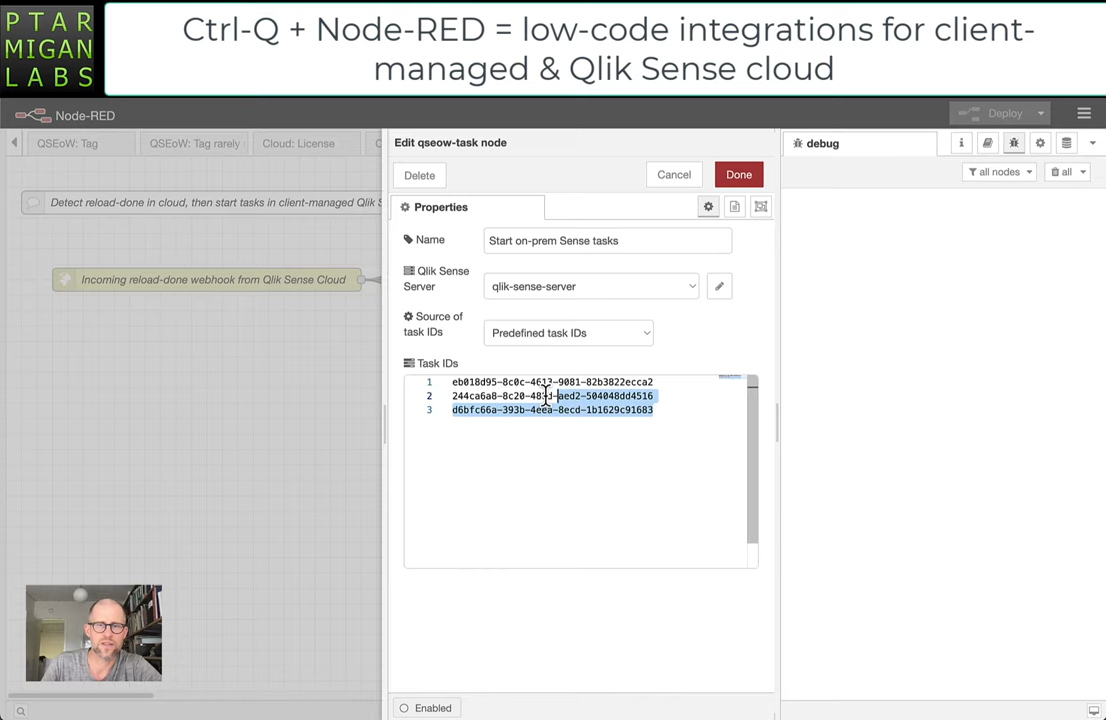 PTAR
MIGAN
LABS
Ctrl-Q + Node-RED = low-code integrations for client-
managed & Qlik Sense cloud
Node-RED
Deploy
QSEoW: Tag
QSEoW: Tag rarely
Cloud: License
Edit qseow-task node
debug
Delete
Cancel
Done
all nodes
all
Detect reload-done in cloud, then start tasks in client-managed Qlik S
Properties
Name
Start on-prem Sense tasks
Incoming reload-done webhook from Qlik Sense Cloud
Qlik Sense
Server
qlik-sense-server
Source of
task IDs
Predefined task IDs
Task IDs
1 eb018d95-8c0c-4613-9081-82b3822ecca2
2 244ca6a8-8c20-
aed2-504048dd4516
3 d6bfc66a-393b-4eea-8ecd-1b1629c91683
Enabled